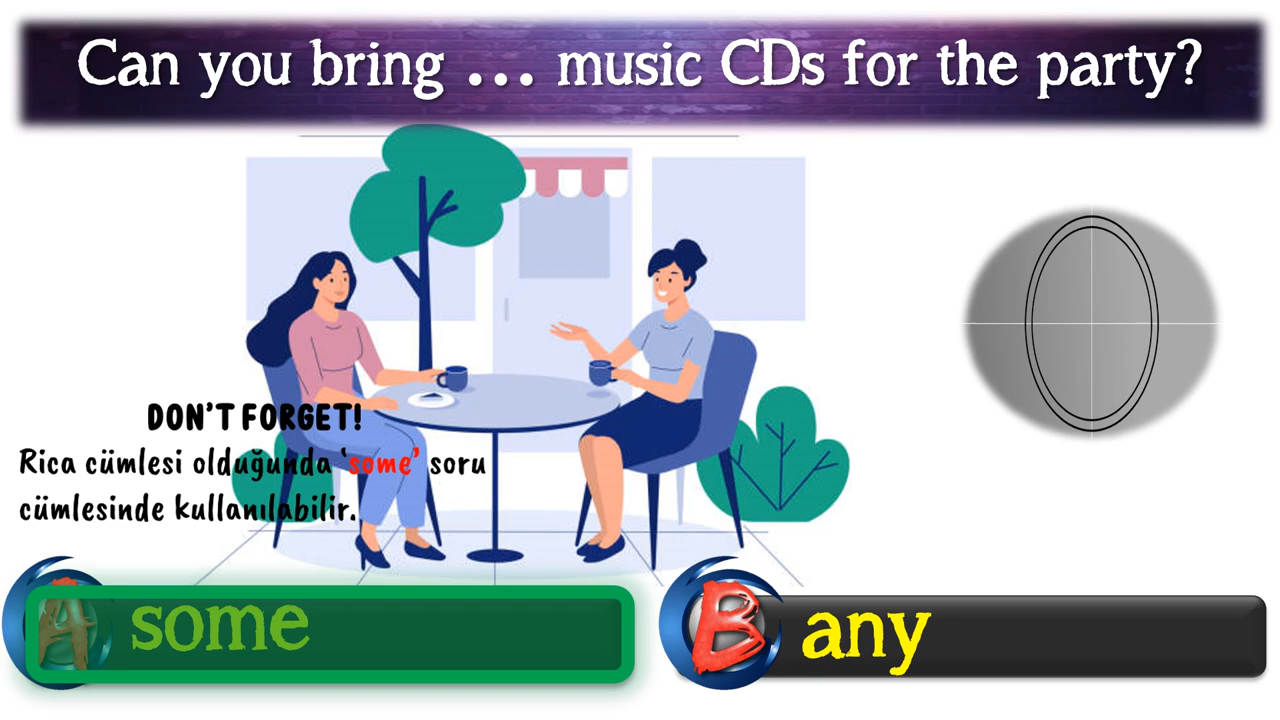 Can you bring ... music CDs for the party?
DON'T FORGET!
Rica cümlesi olduğunda 'some' soru
cümlesinde kullanılabilir.
A some
B any